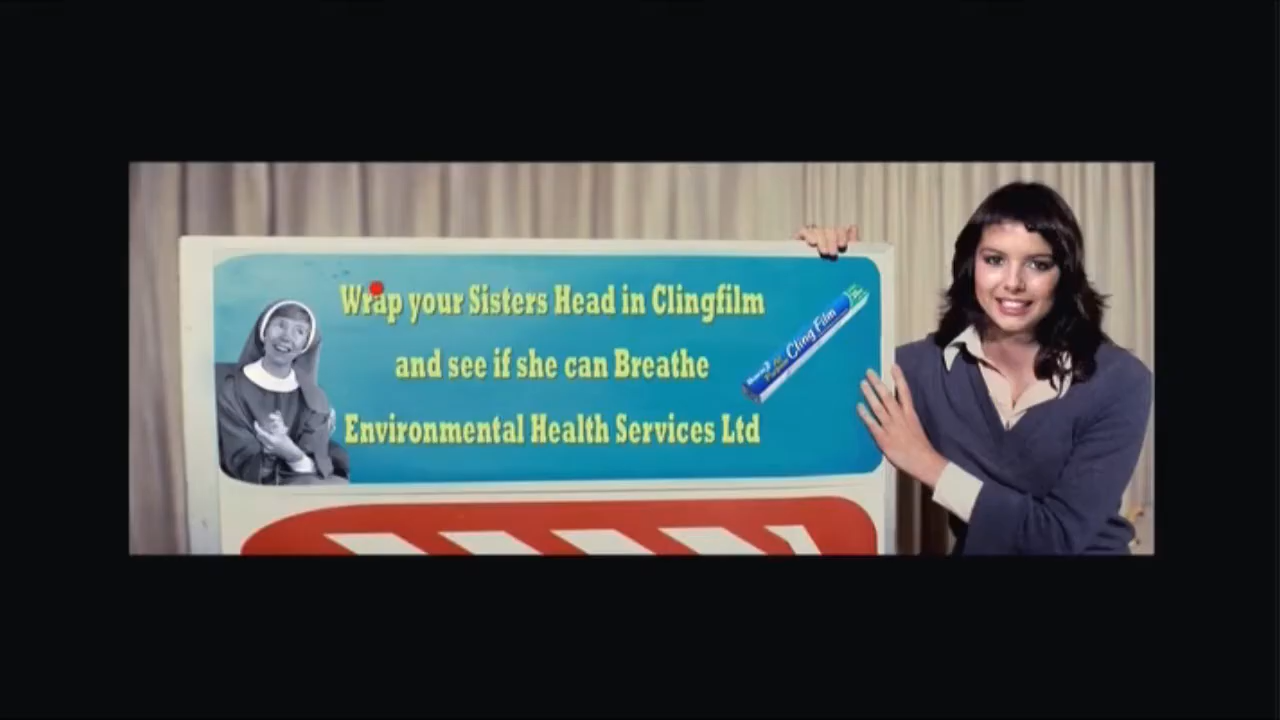 Wrap your Sisters Head in Clingfilm
and see if she can Breathe
Environmental Health Services Ltd
Cling Film